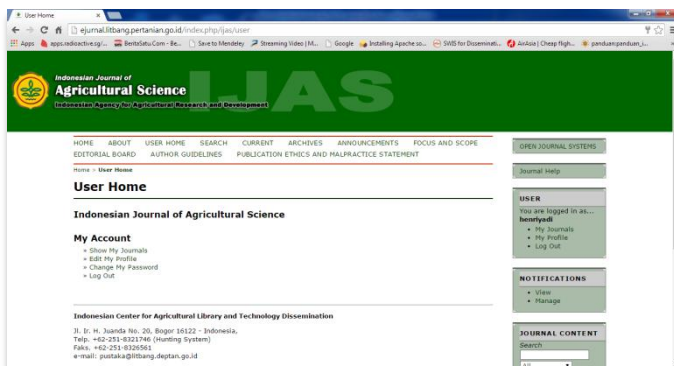 User Home
ejurnal.litbang.pertanian.go.id/index.php/ijas/user
Apps apps.radioactive.sg/... BeritaSatu.Com - Be... Save to Mendeley Streaming Video | M... Google Installing Apache so... SWIS for Disseminati... AirAsia | Cheap fligh... panduan:panduan_i...
Indonesian Journal of
Agricultural Science
Indonesian Agency for Agricultural Research and Development
IJAS
HOME ABOUT USER HOME SEARCH CURRENT ARCHIVES ANNOUNCEMENTS FOCUS AND SCOPE
EDITORIAL BOARD AUTHOR GUIDELINES PUBLICATION ETHICS AND MALPRACTICE STATEMENT
Home > User Home
User Home
Indonesian Journal of Agricultural Science
My Account
» Show My Journals
» Edit My Profile
» Change My Password
» Log Out
Indonesian Center for Agricultural Library and Technology Dissemination
Jl. Ir. H. Juanda No. 20, Bogor 16122 - Indonesia,
Telp. +62-251-8321746 (Hunting System)
Faks. +62-251-8326561
e-mail: pustaka@litbang.deptan.go.id
OPEN JOURNAL SYSTEMS
Journal Help
USER
You are logged in as...
henriyadi
• My Journals
• My Profile
• Log Out
NOTIFICATIONS
• View
• Manage
JOURNAL CONTENT
Search
All